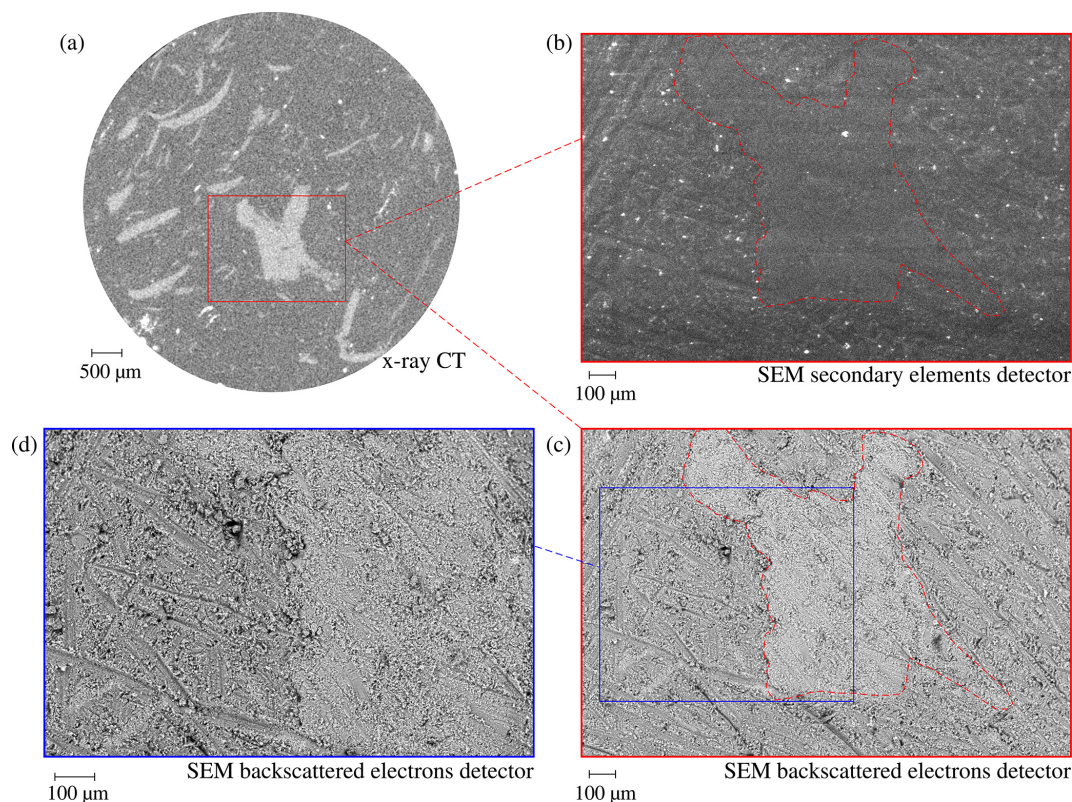 (a)
500 µm
x-ray CT
(b)
100 µm
SEM secondary elements detector
(d)
100 µm
SEM backscattered electrons detector
(c)
100 µm
SEM backscattered electrons detector